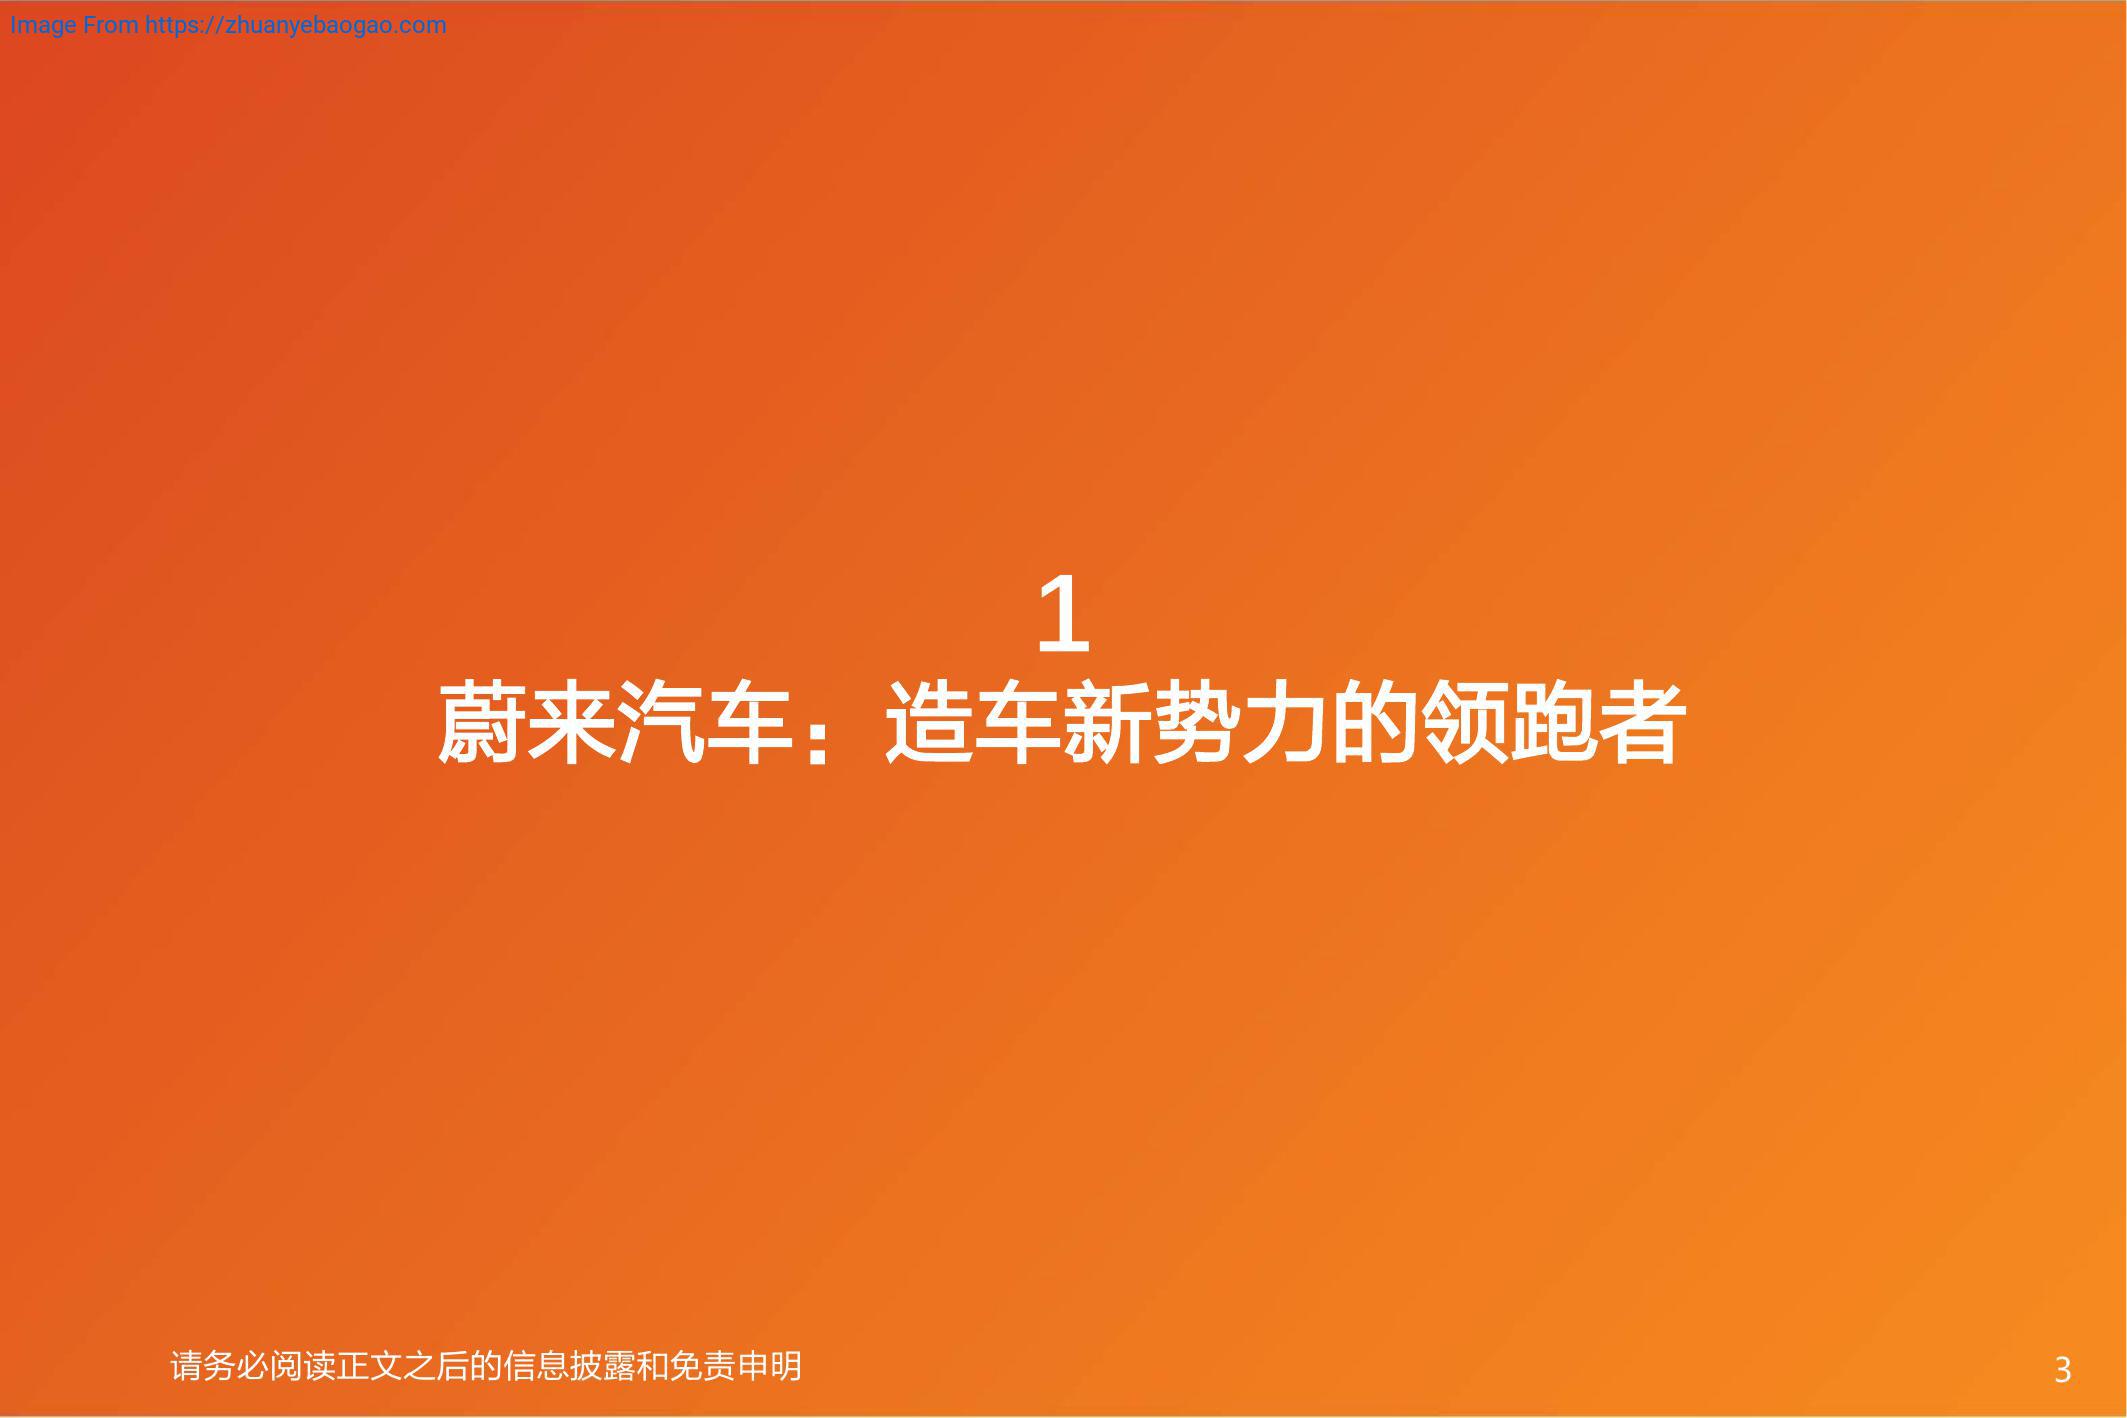 Image From https://zhuanyebaogao.com
1
蔚来汽车：造车新势力的领跑者
请务必阅读正文之后的信息披露和免责申明
3